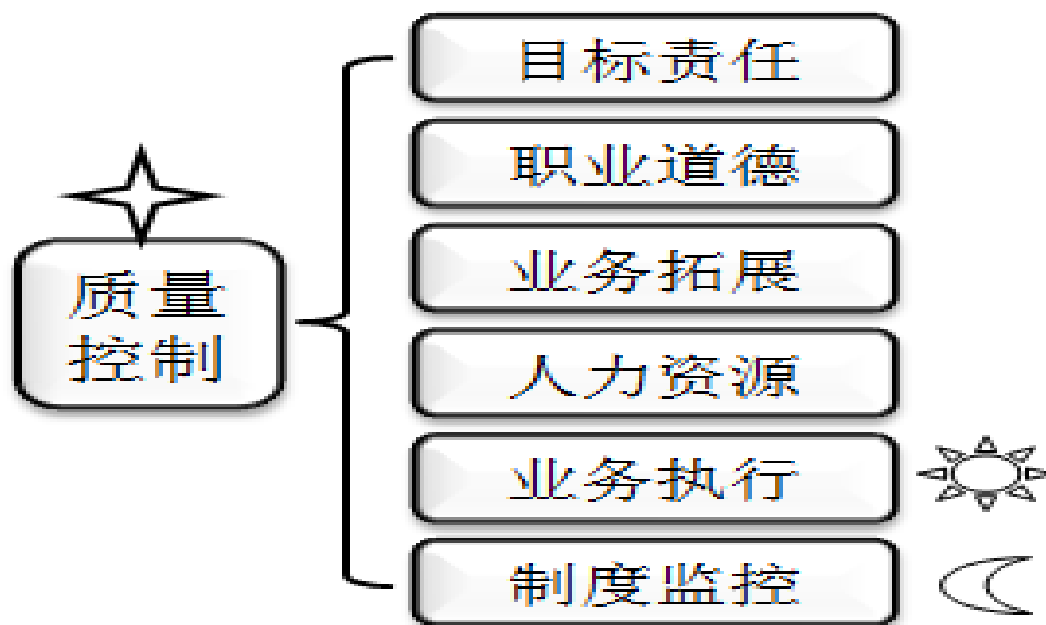 目标责任
职业道德
业务拓展
质量
控制
人力资源
业务执行
制度监控